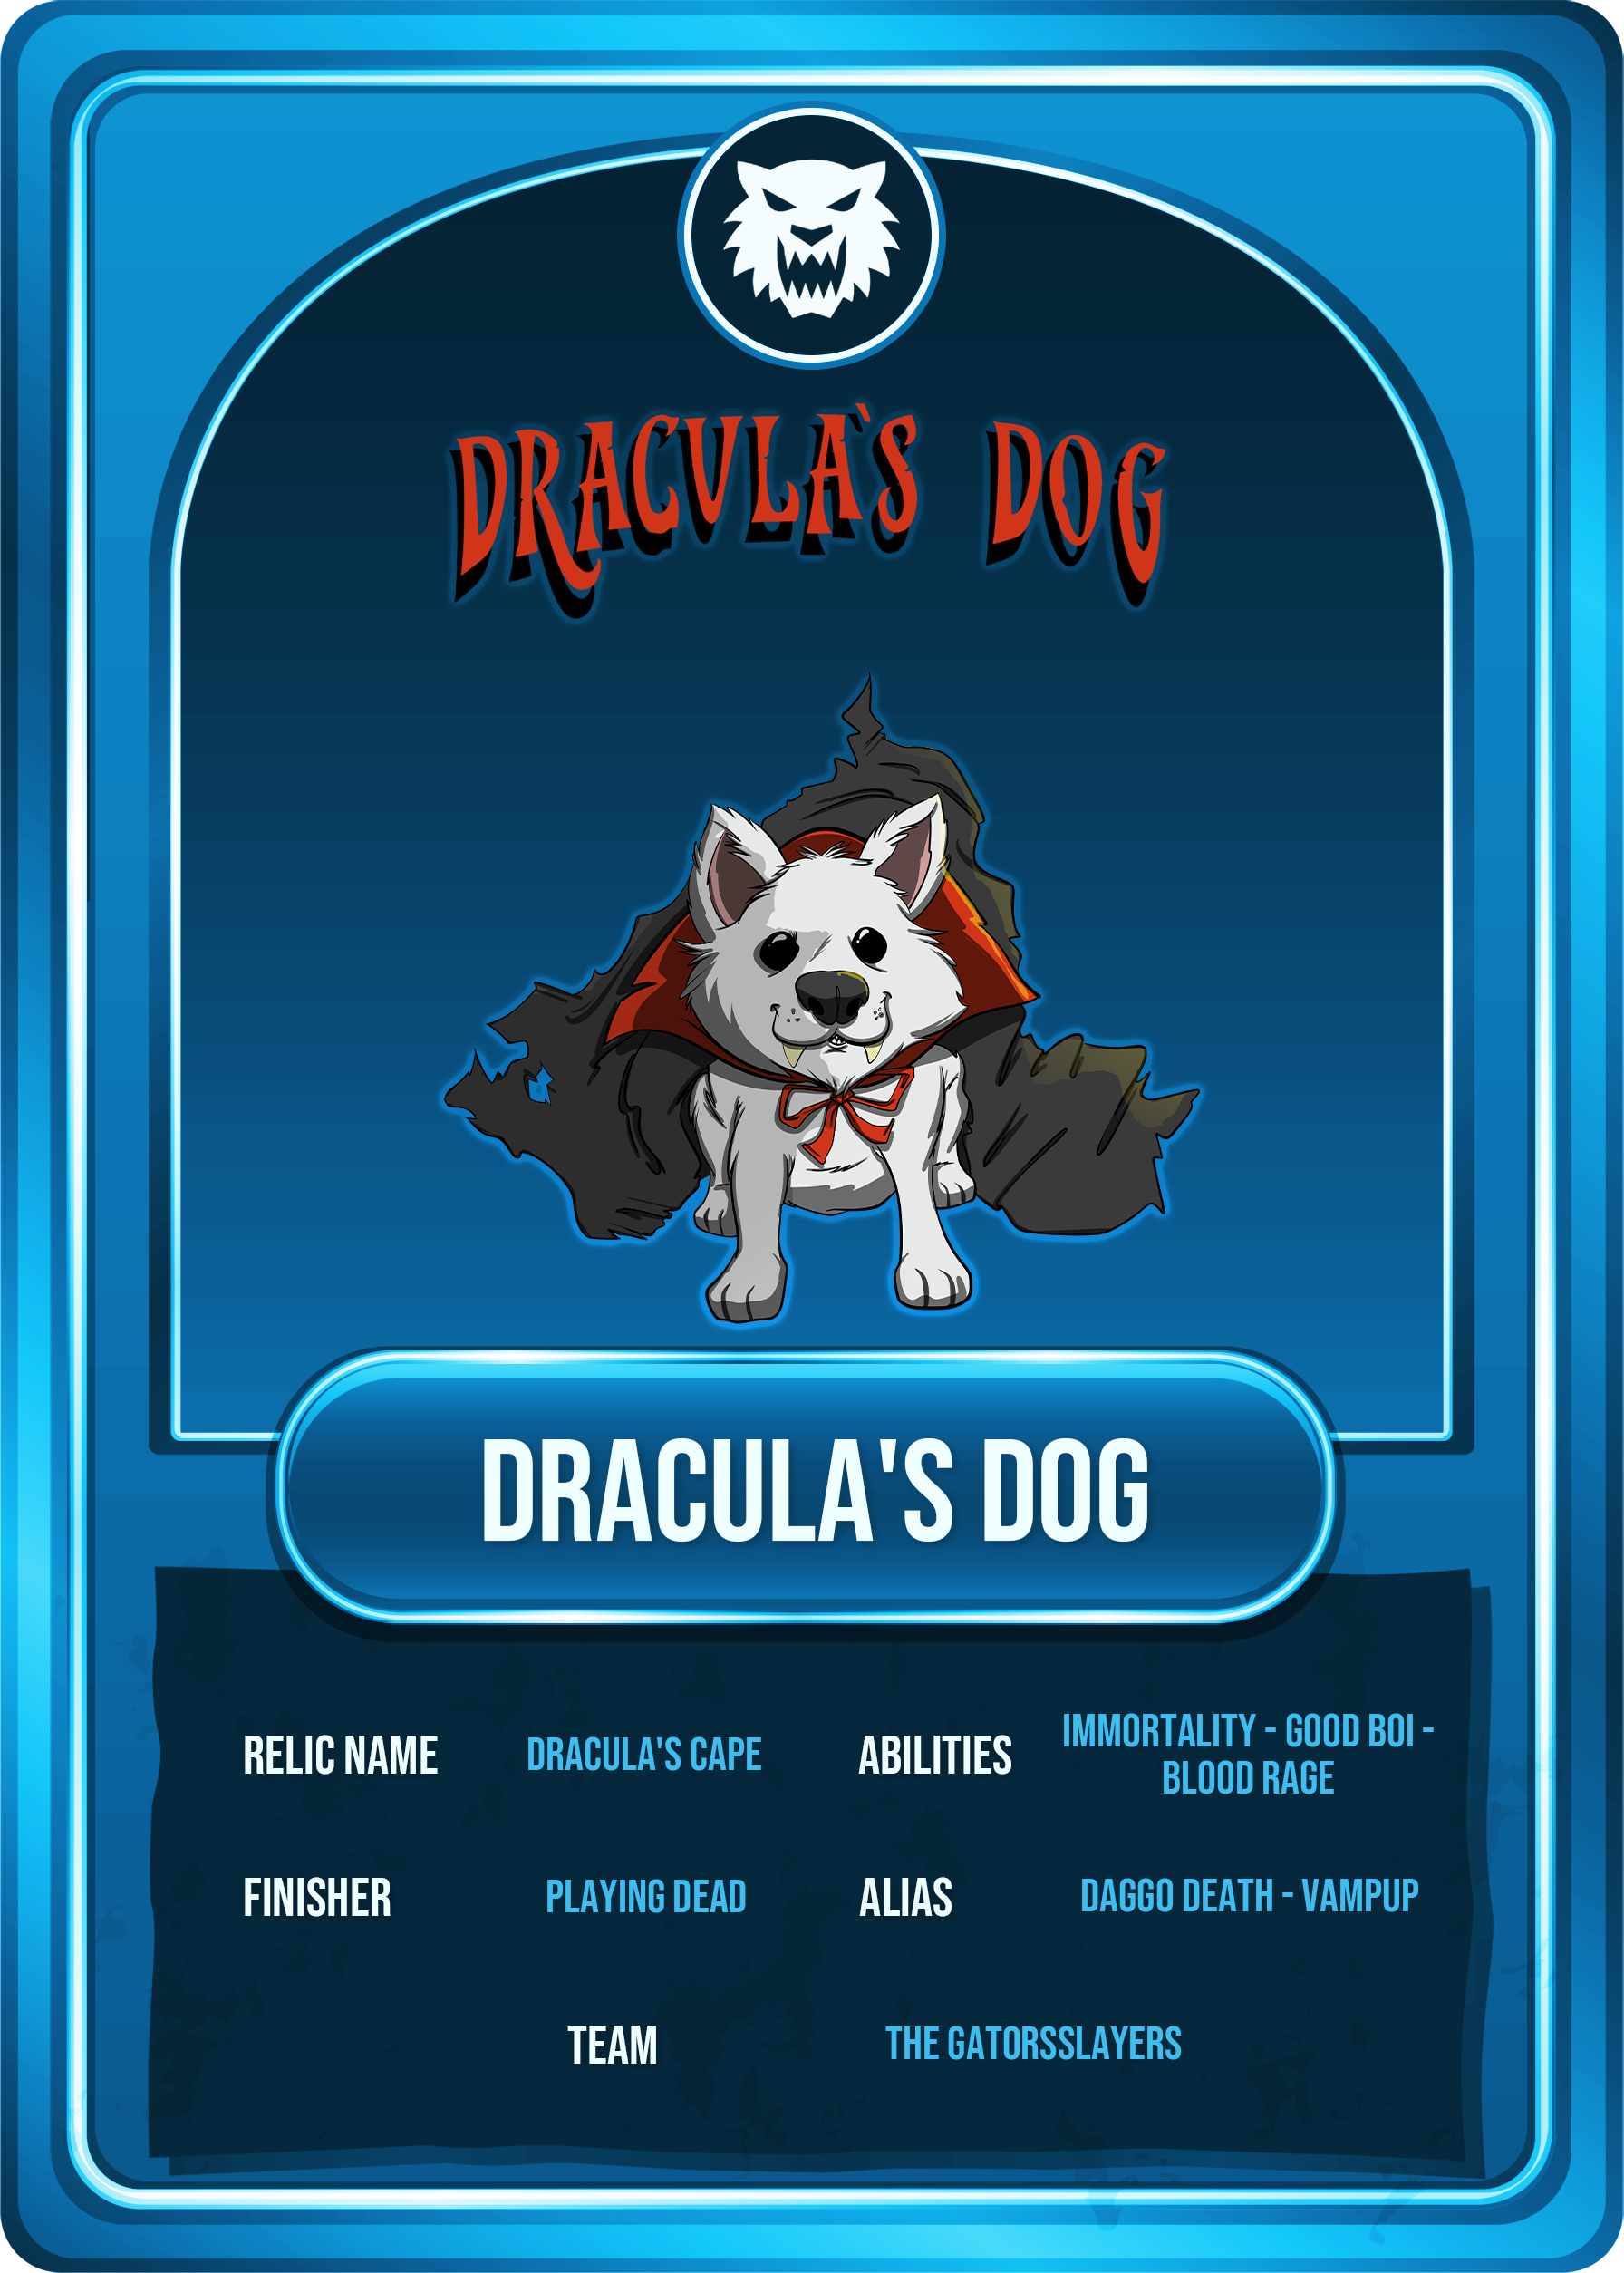 DRACULA`S DOG
DRACULA'S DOG
RELIC NAME
DRACULA'S CAPE
ABILITIES
IMMORTALITY - GOOD BOI -
BLOOD RAGE
FINISHER
PLAYING DEAD
ALIAS
DAGGO DEATH - VAMPUP
TEAM
THE GATORSSLAYERS